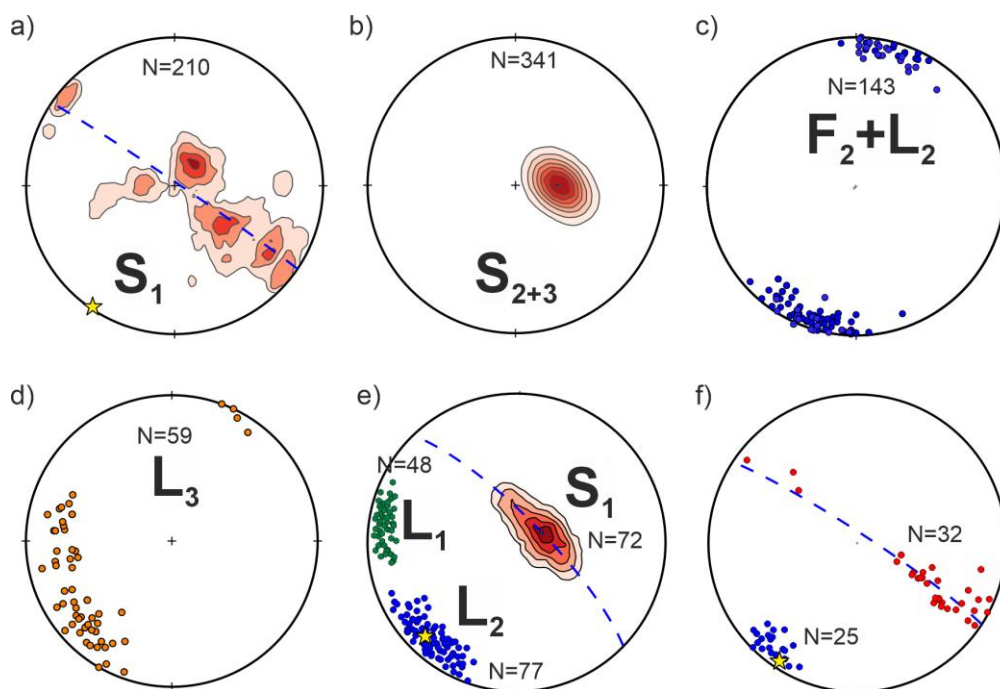 a)
N=210
S₁
b)
N=341
S₂₊₃
c)
N=143
F₂+L₂
d)
N=59
L₃
e)
N=48
L₁
S₁
N=72
L₂
N=77
f)
N=32
N=25